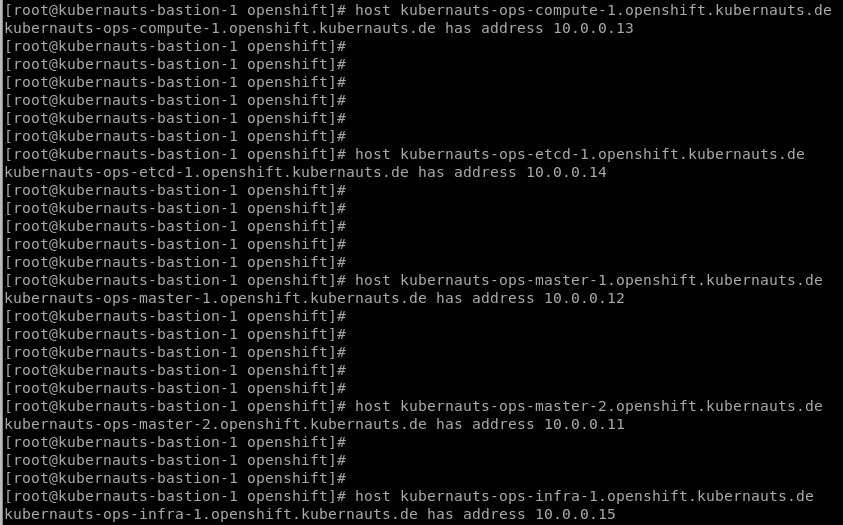 [root@kubernauts-bastion-1 openshift]# host kubernauts-ops-compute-1.openshift.kubernauts.de
kubernauts-ops-compute-1.openshift.kubernauts.de has address 10.0.0.13
[root@kubernauts-bastion-1 openshift]#
[root@kubernauts-bastion-1 openshift]#
[root@kubernauts-bastion-1 openshift]#
[root@kubernauts-bastion-1 openshift]#
[root@kubernauts-bastion-1 openshift]#
[root@kubernauts-bastion-1 openshift]#
[root@kubernauts-bastion-1 openshift]# host kubernauts-ops-etcd-1.openshift.kubernauts.de
kubernauts-ops-etcd-1.openshift.kubernauts.de has address 10.0.0.14
[root@kubernauts-bastion-1 openshift]#
[root@kubernauts-bastion-1 openshift]#
[root@kubernauts-bastion-1 openshift]#
[root@kubernauts-bastion-1 openshift]#
[root@kubernauts-bastion-1 openshift]#
[root@kubernauts-bastion-1 openshift]# host kubernauts-ops-master-1.openshift.kubernauts.de
kubernauts-ops-master-1.openshift.kubernauts.de has address 10.0.0.12
[root@kubernauts-bastion-1 openshift]#
[root@kubernauts-bastion-1 openshift]#
[root@kubernauts-bastion-1 openshift]#
[root@kubernauts-bastion-1 openshift]#
[root@kubernauts-bastion-1 openshift]#
[root@kubernauts-bastion-1 openshift]# host kubernauts-ops-master-2.openshift.kubernauts.de
kubernauts-ops-master-2.openshift.kubernauts.de has address 10.0.0.11
[root@kubernauts-bastion-1 openshift]#
[root@kubernauts-bastion-1 openshift]#
[root@kubernauts-bastion-1 openshift]#
[root@kubernauts-bastion-1 openshift]# host kubernauts-ops-infra-1.openshift.kubernauts.de
kubernauts-ops-infra-1.openshift.kubernauts.de has address 10.0.0.15